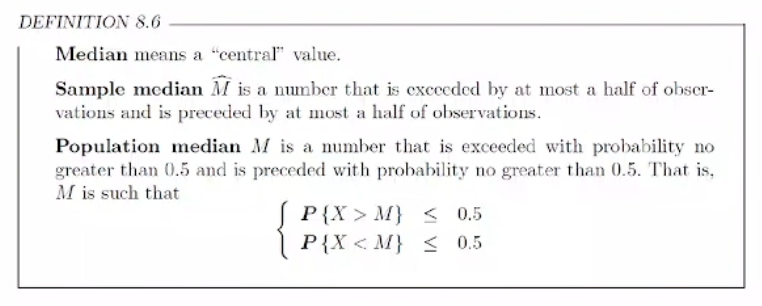 DEFINITION 8.6
Median means a “central” value.
Sample median M̂ is a number that is exceeded by at most a half of obser-
vations and is preceded by at most a half of observations.
Population median M is a number that is exceeded with probability no
greater than 0.5 and is preceded with probability no greater than 0.5. That is,
M is such that
P {X > M} ≤ 0.5
P {X < M} ≤ 0.5